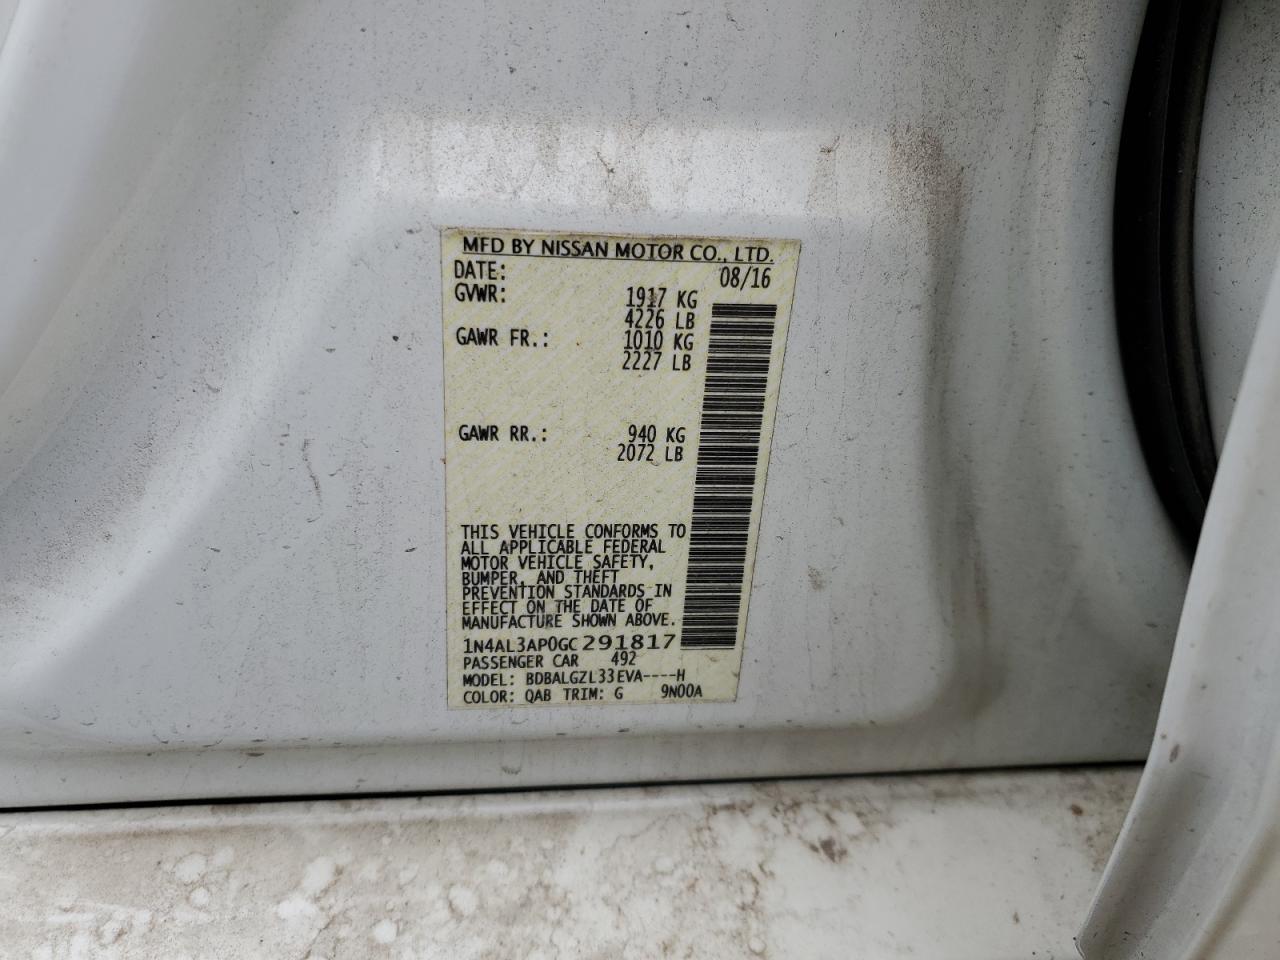 MFD BY NISSAN MOTOR CO., LTD.
DATE: 08/16
GVWR: 1917 KG
4226 LB
GAWR FR.: 1010 KG
2227 LB
GAWR RR.: 940 KG
2072 LB
THIS VEHICLE CONFORMS TO
ALL APPLICABLE FEDERAL
MOTOR VEHICLE SAFETY,
BUMPER, AND THEFT
PREVENTION STANDARDS IN
EFFECT ON THE DATE OF
MANUFACTURE SHOWN ABOVE.
1N4AL3AP0GC291817
PASSENGER CAR 492
MODEL: BDBALGZL33EVA----H
COLOR: QAB TRIM: G 9N00A